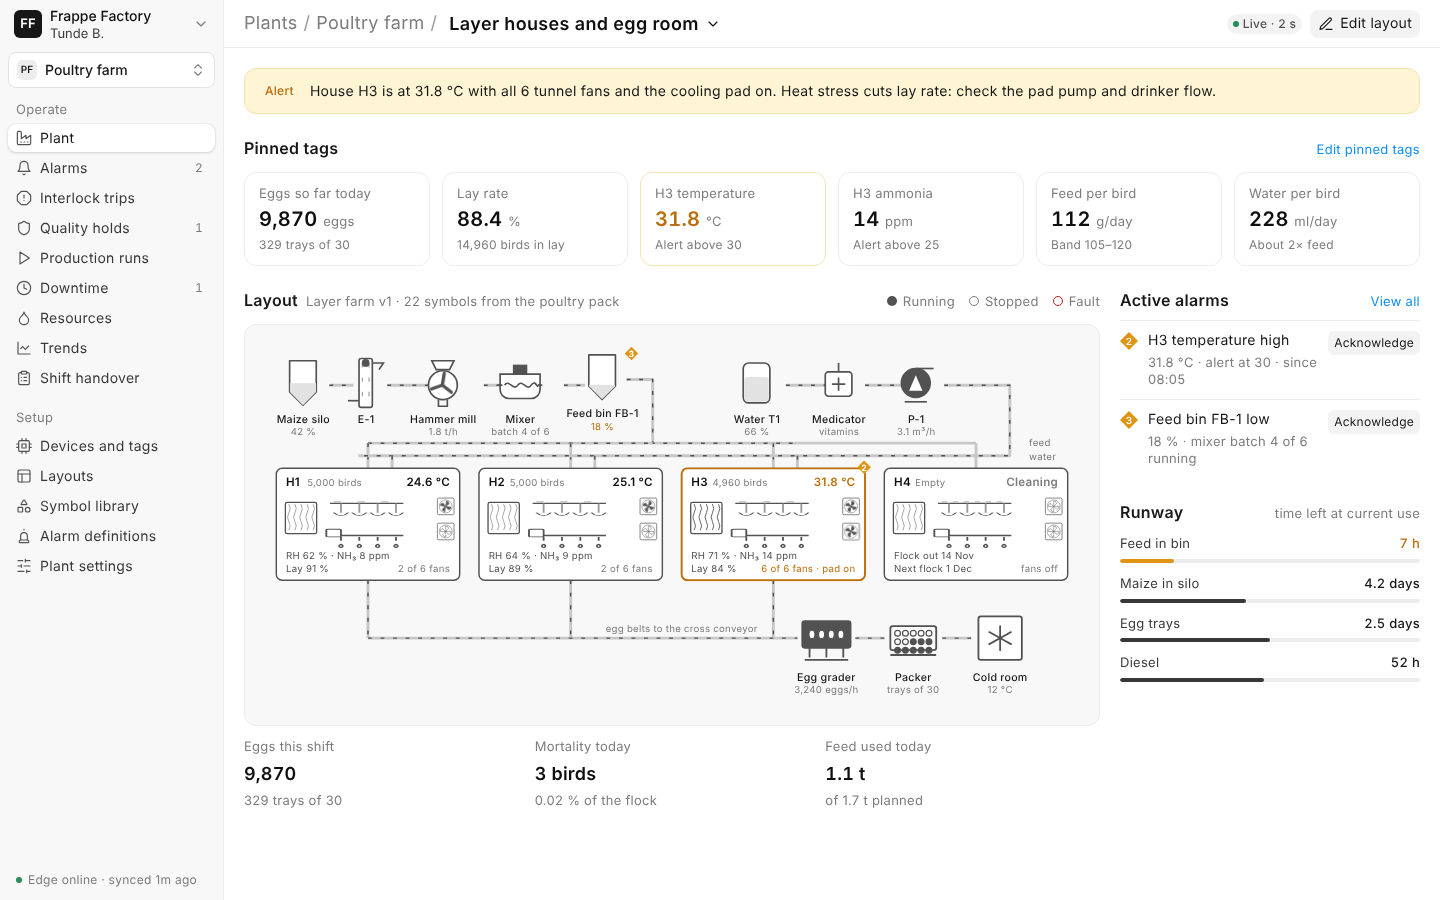 FF
Frappe Factory
Tunde B.
PF
Poultry farm
Operate
Plant
Alarms 2
Interlock trips
Quality holds 1
Production runs
Downtime 1
Resources
Trends
Shift handover
Setup
Devices and tags
Layouts
Symbol library
Alarm definitions
Plant settings
Edge online · synced 1m ago
Plants / Poultry farm / Layer houses and egg room
Live · 2 s
Edit layout
Alert House H3 is at 31.8 °C with all 6 tunnel fans and the cooling pad on. Heat stress cuts lay rate: check the pad pump and drinker flow.
Pinned tags
Edit pinned tags
Eggs so far today
9,870 eggs
329 trays of 30
Lay rate
88.4 %
14,960 birds in lay
H3 temperature
31.8 °C
Alert above 30
H3 ammonia
14 ppm
Alert above 25
Feed per bird
112 g/day
Band 105–120
Water per bird
228 ml/day
About 2× feed
Layout Layer farm v1 · 22 symbols from the poultry pack
Running Stopped Fault
3
Maize silo
42 %
E-1
Hammer mill
1.8 t/h
Mixer
batch 4 of 6
Feed bin FB-1
18 %
Water T1
66 %
Medicator
vitamins
P-1
3.1 m³/h
feed
water
H1 5,000 birds 24.6 °C
RH 62 % · NH₃ 8 ppm
Lay 91 % 2 of 6 fans
H2 5,000 birds 25.1 °C
RH 64 % · NH₃ 9 ppm
Lay 89 % 2 of 6 fans
2
H3 4,960 birds 31.8 °C
RH 71 % · NH₃ 14 ppm
Lay 84 % 6 of 6 fans · pad on
H4 Empty Cleaning
Flock out 14 Nov
Next flock 1 Dec fans off
egg belts to the cross conveyor
Egg grader
3,240 eggs/h
Packer
trays of 30
Cold room
12 °C
Eggs this shift
9,870
329 trays of 30
Mortality today
3 birds
0.02 % of the flock
Feed used today
1.1 t
of 1.7 t planned
Active alarms
View all
2
H3 temperature high
31.8 °C · alert at 30 · since
08:05
Acknowledge
3
Feed bin FB-1 low
18 % · mixer batch 4 of 6
running
Acknowledge
Runway
time left at current use
Feed in bin 7 h
Maize in silo 4.2 days
Egg trays 2.5 days
Diesel 52 h